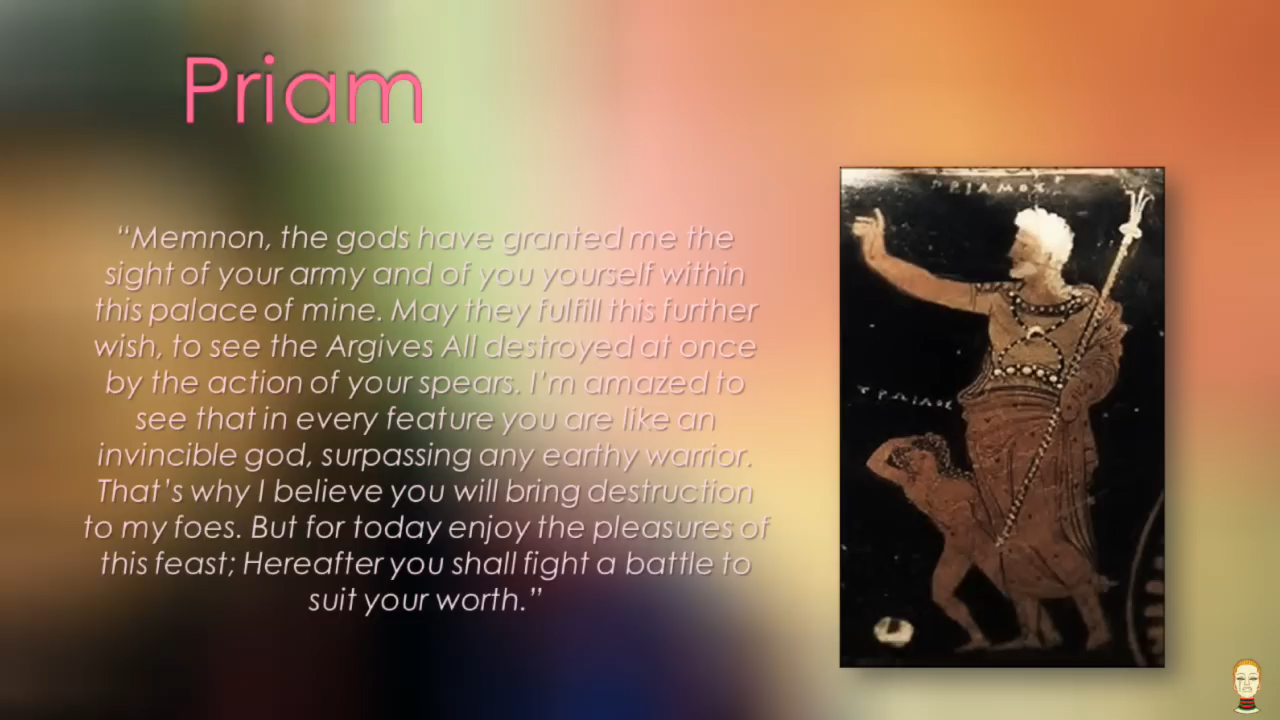 Priam
“Memnon, the gods have granted me the
sight of your army and of you yourself within
this palace of mine. May they fulfill this further
wish, to see the Argives All destroyed at once
by the action of your spears. I’m amazed to
see that in every feature you are like an
invincible god, surpassing any earthy warrior.
That’s why I believe you will bring destruction
to my foes. But for today enjoy the pleasures of
this feast; Hereafter you shall fight a battle to
suit your worth.”